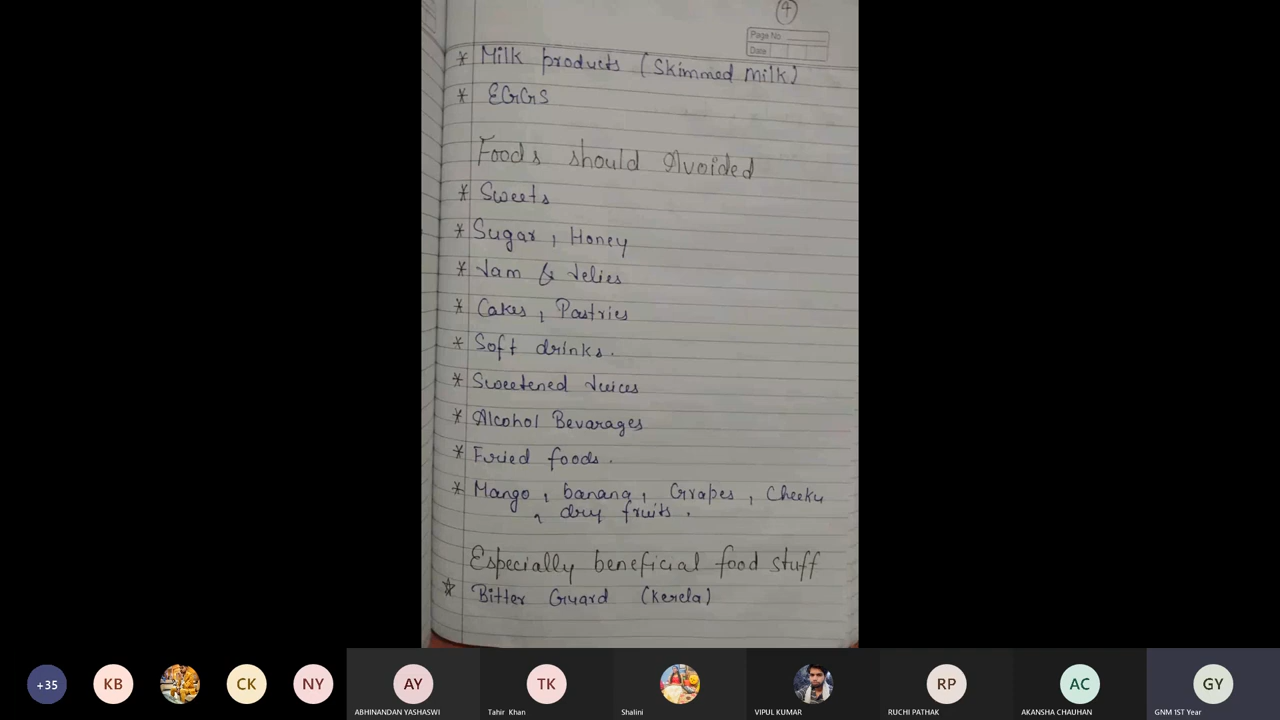 4
Page No
Date
* Milk products (Skimmed milk)
* EGGS
Foods should Avoided
* Sweets
* Sugar, Honey
* Jam & Jelies
* Cakes, Pastries
* Soft drinks.
* Sweetened Juices
* Alcohol Bevarages
* Fried foods.
* Mango, banana, Grapes, Cheeku
, dry fruits.
Especially beneficial food stuff
☆ Bitter Guard (Kerela)
+35 KB CK NY AY TK RP AC GY
ABHINANDAN YASHASWI Tahir Khan Shalini VIPUL KUMAR RUCHI PATHAK AKANSHA CHAUHAN GNM 1ST Year